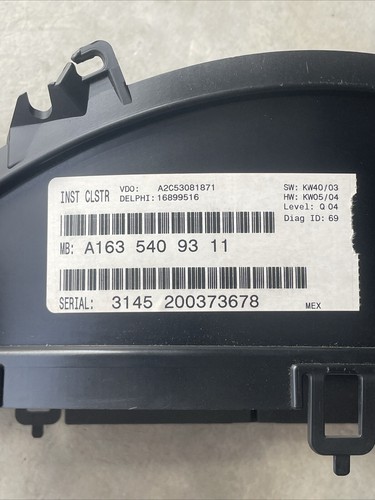 INST CLSTR VDO: A2C53081871 SW: KW40/03
DELPHI: 16899516 HW: KW05/04
Level: Q 04
Diag ID: 69
MB: A163 540 93 11
SERIAL: 3145 200373678 MEX